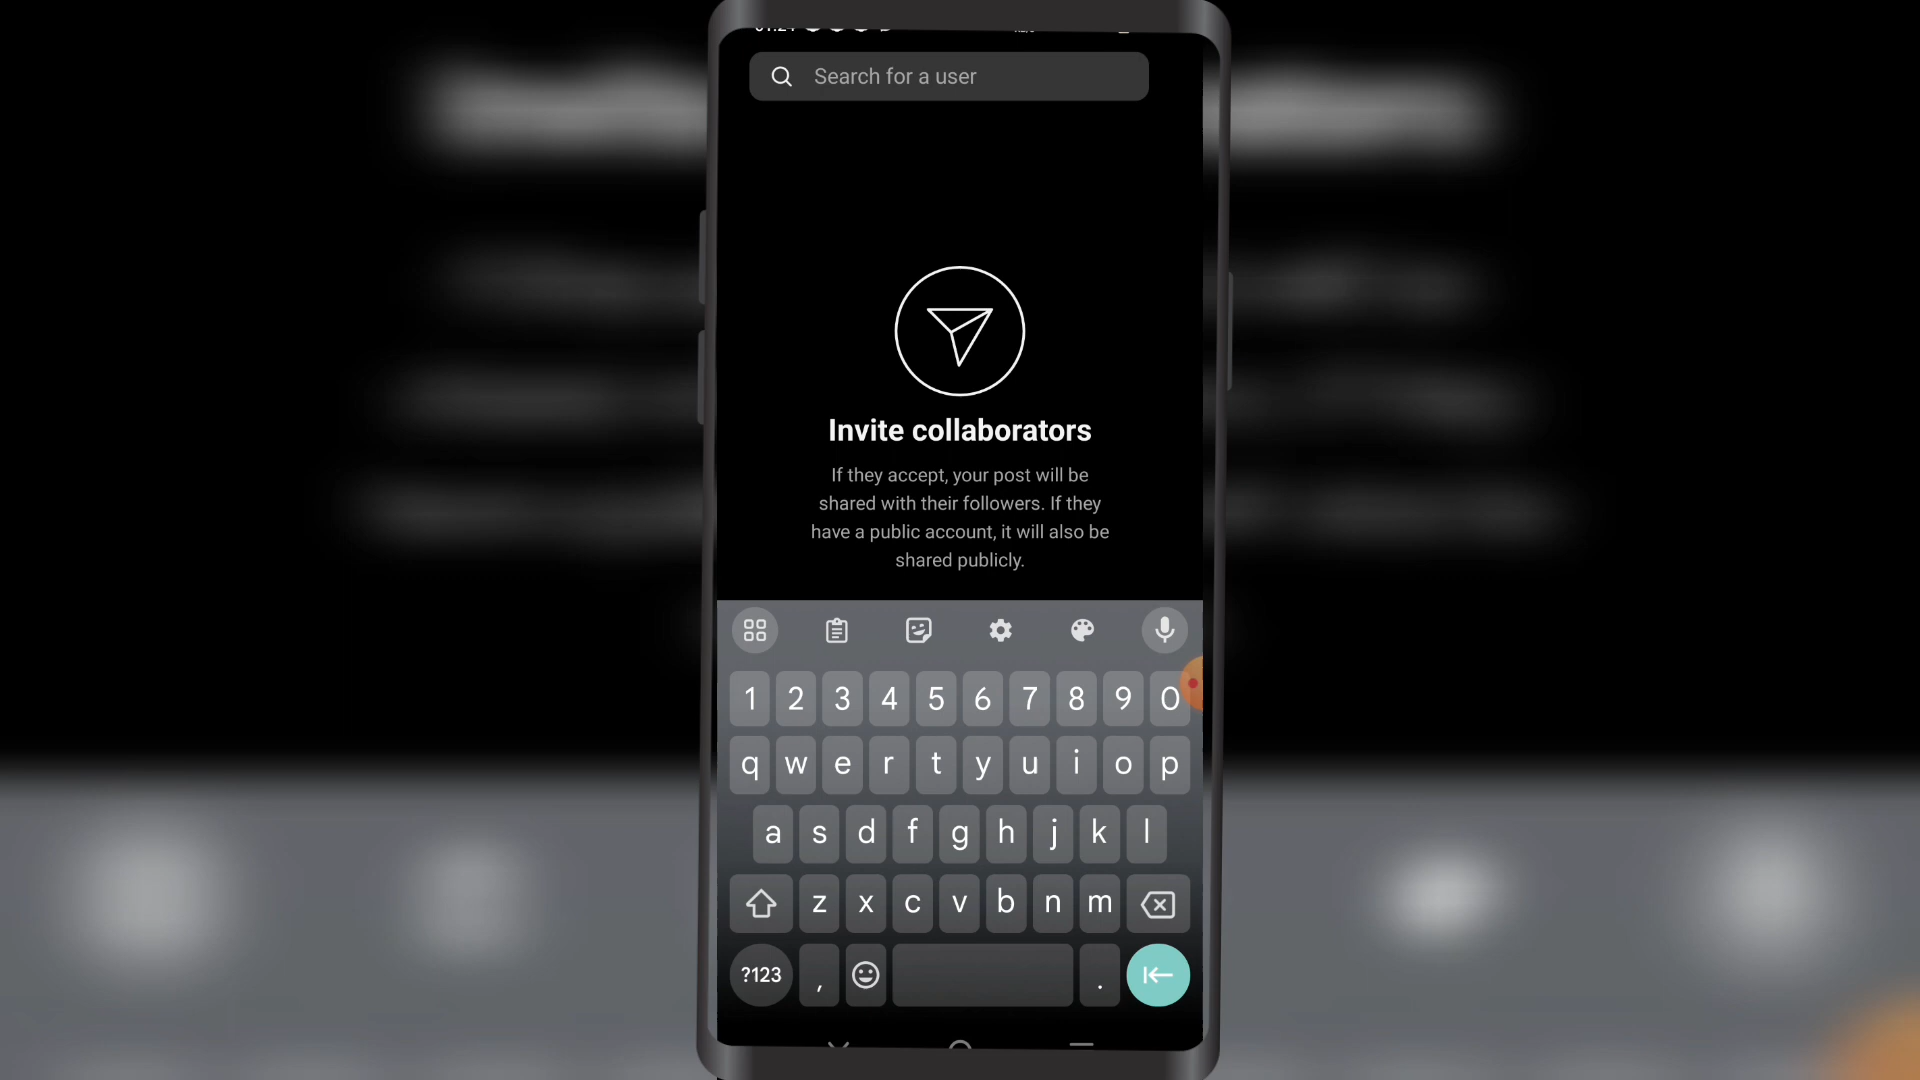 Search for a user
Invite collaborators
If they accept, your post will be
shared with their followers. If they
have a public account, it will also be
shared publicly.
1 2 3 4 5 6 7 8 9 0
q w e r t y u i o p
a s d f g h j k l
z x c v b n m
?123 , .